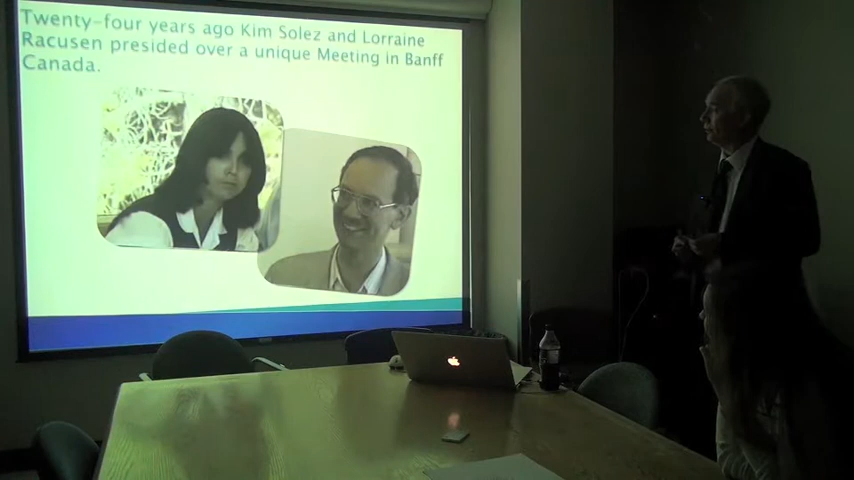 Twenty-four years ago Kim Solez and Lorraine
Racusen presided over a unique Meeting in Banff
Canada.